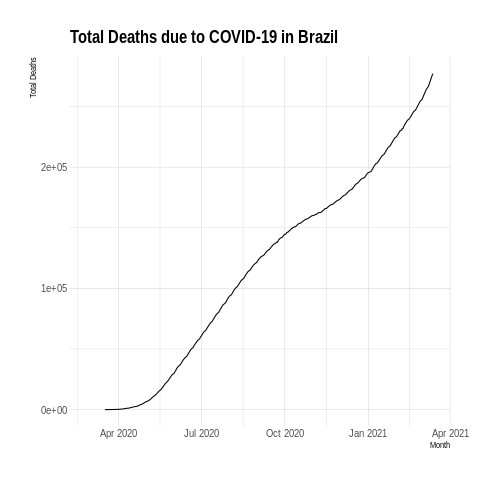 Total Deaths due to COVID-19 in Brazil
Total Deaths
2e+05
1e+05
0e+00
Apr 2020 Jul 2020 Oct 2020 Jan 2021 Apr 2021
Month